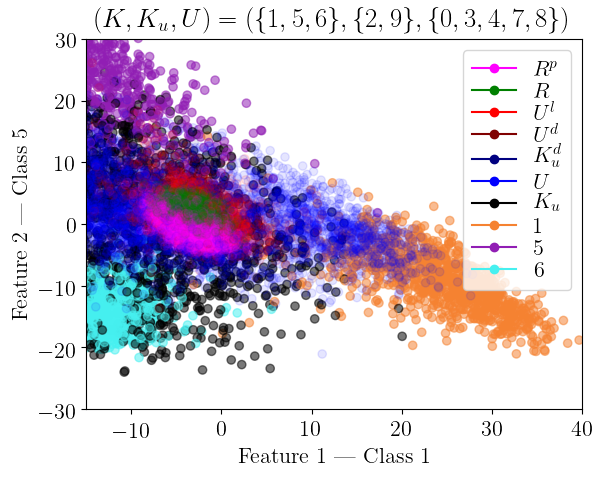 (K, K_u, U) = ({1, 5, 6}, {2, 9}, {0, 3, 4, 7, 8})
30
20
10
0
−10
−20
−30
−10
0
10
20
30
40
Feature 2 — Class 5
Feature 1 — Class 1
R^p
R
U^l
U^d
K_u^d
U
K_u
1
5
6